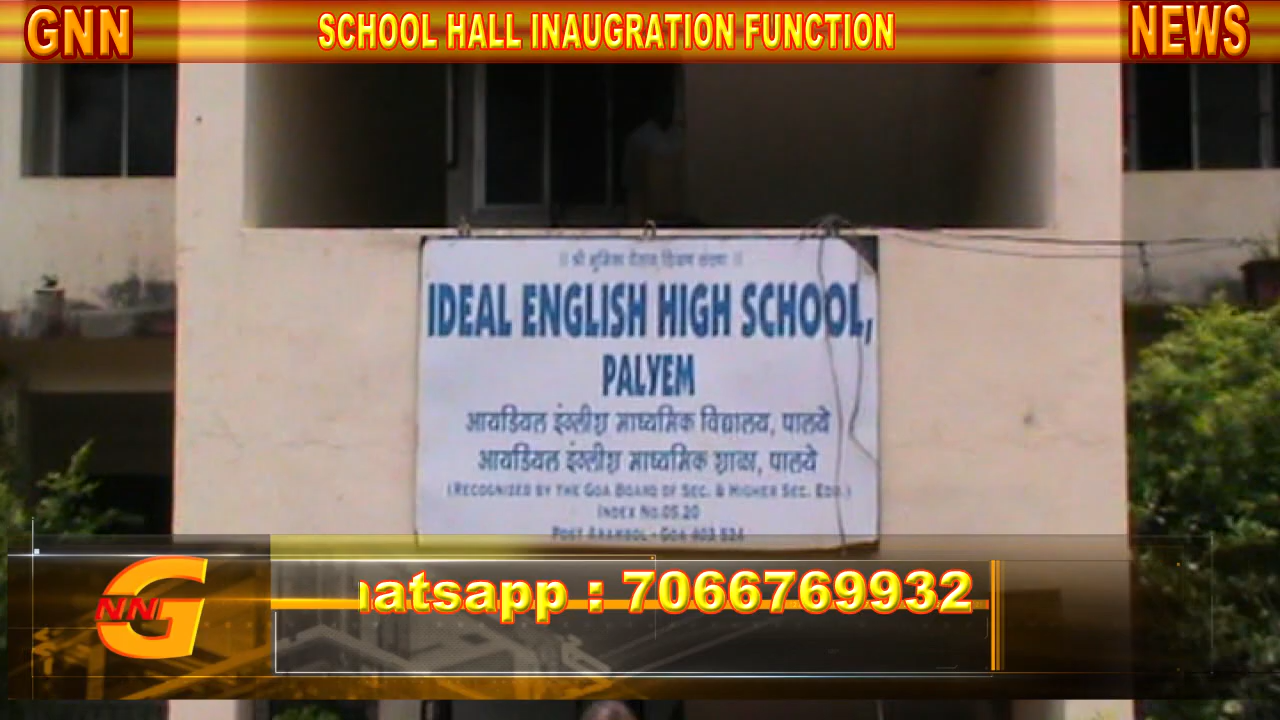 GNN
SCHOOL HALL INAUGRATION FUNCTION
NEWS
IDEAL ENGLISH HIGH SCHOOL,
PALYEM
आयडियल इंग्लीश माध्यमिक विद्यालय, पालये
आयडियल इंग्लीश माध्यमिक शाळा, पालये
(RECOGNISED BY THE GOA BOARD OF SEC. & HIGHER SEC. EDU.)
INDEX No.05.20
POST ARAMBOL - GOA 403 524
NNG
hatsapp : 7066769932